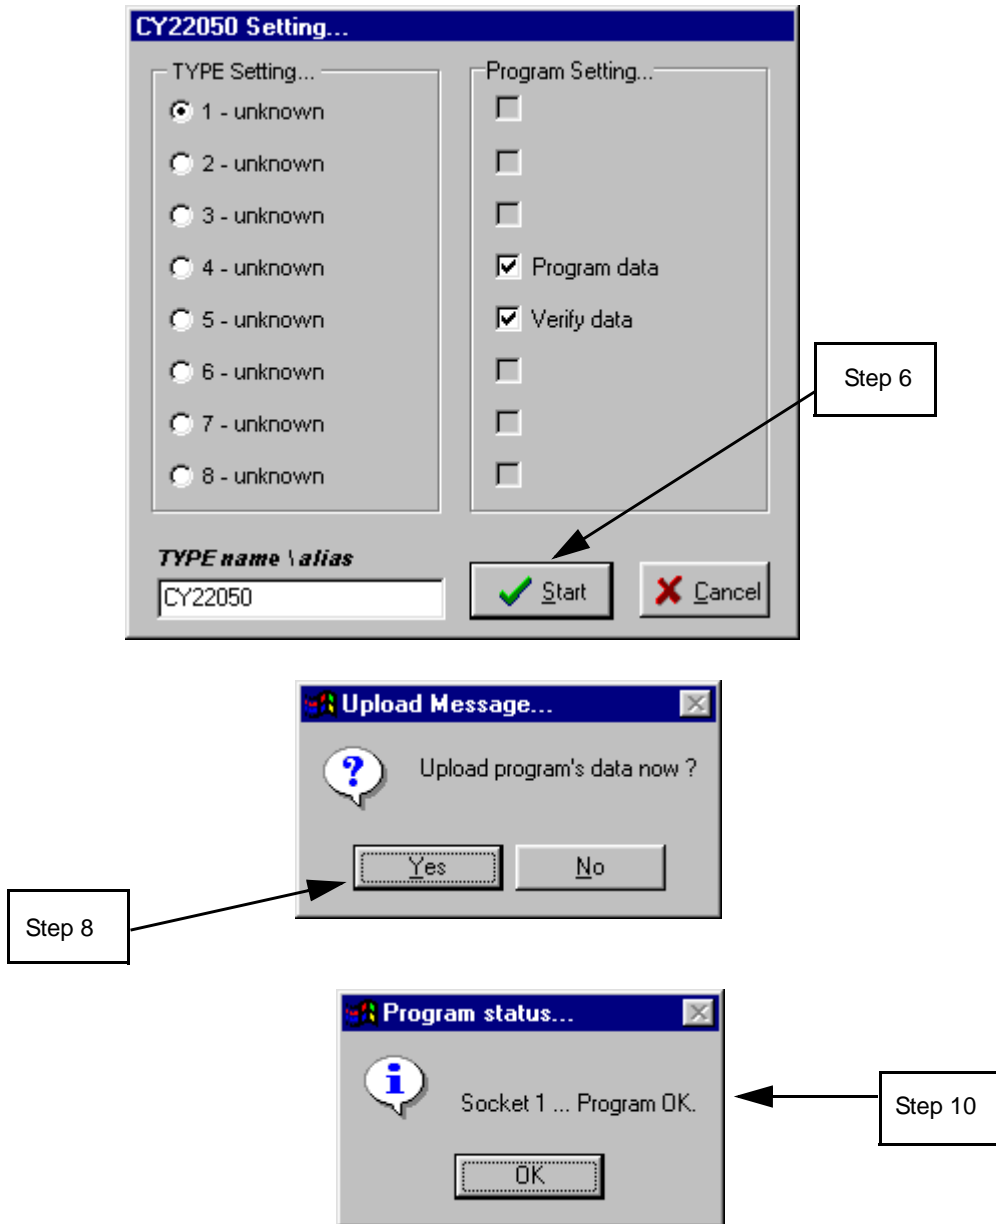 CY22050 Setting...
TYPE Setting...
1 - unknown
2 - unknown
3 - unknown
4 - unknown
5 - unknown
6 - unknown
7 - unknown
8 - unknown
Program Setting...
Program data
Verify data
Step 6
TYPE name \ alias
CY22050
Start
Cancel
Upload Message...
Upload program's data now ?
Yes
No
Step 8
Program status...
Socket 1 ... Program OK.
OK
Step 10